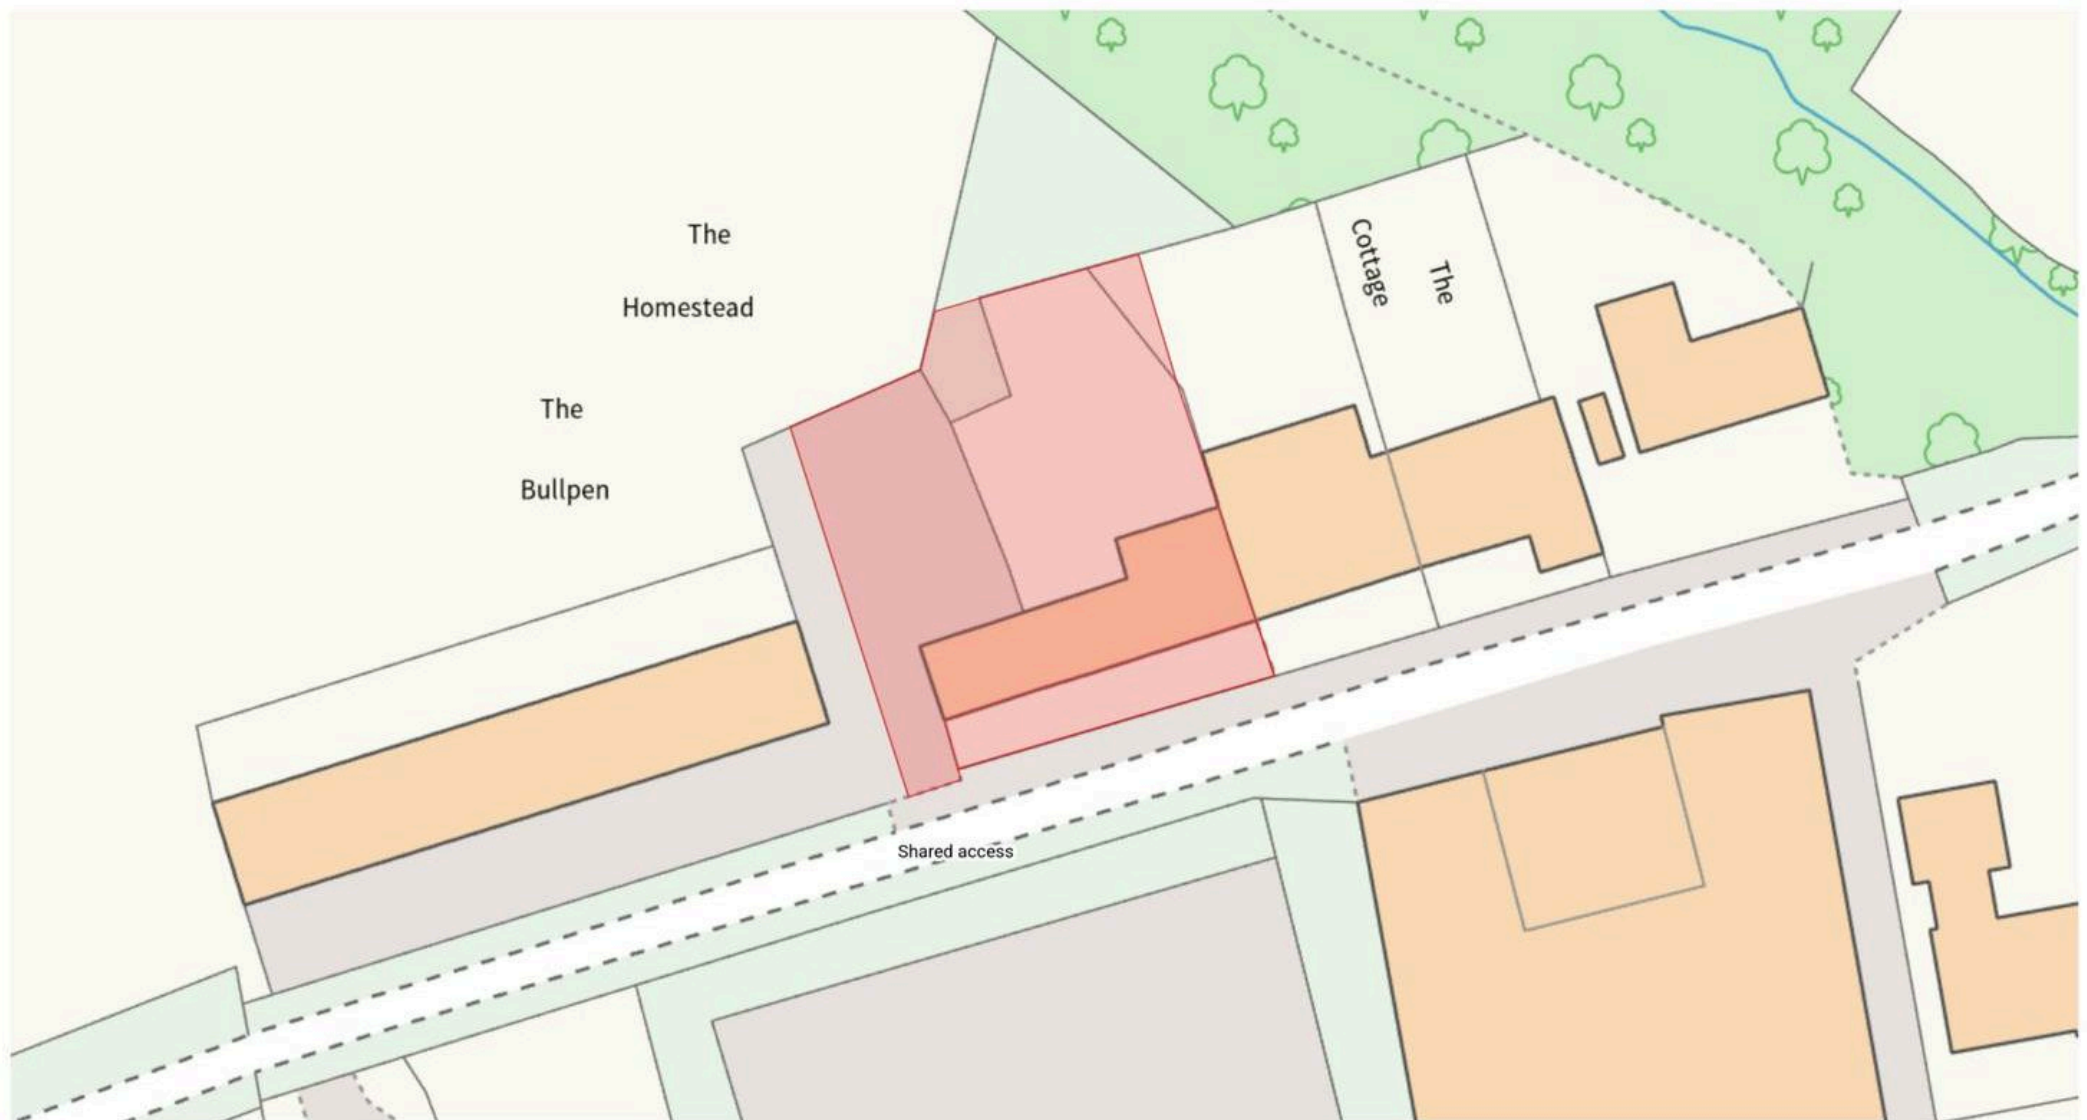 The
Homestead
The
Cottage
The
Bullpen
Shared access